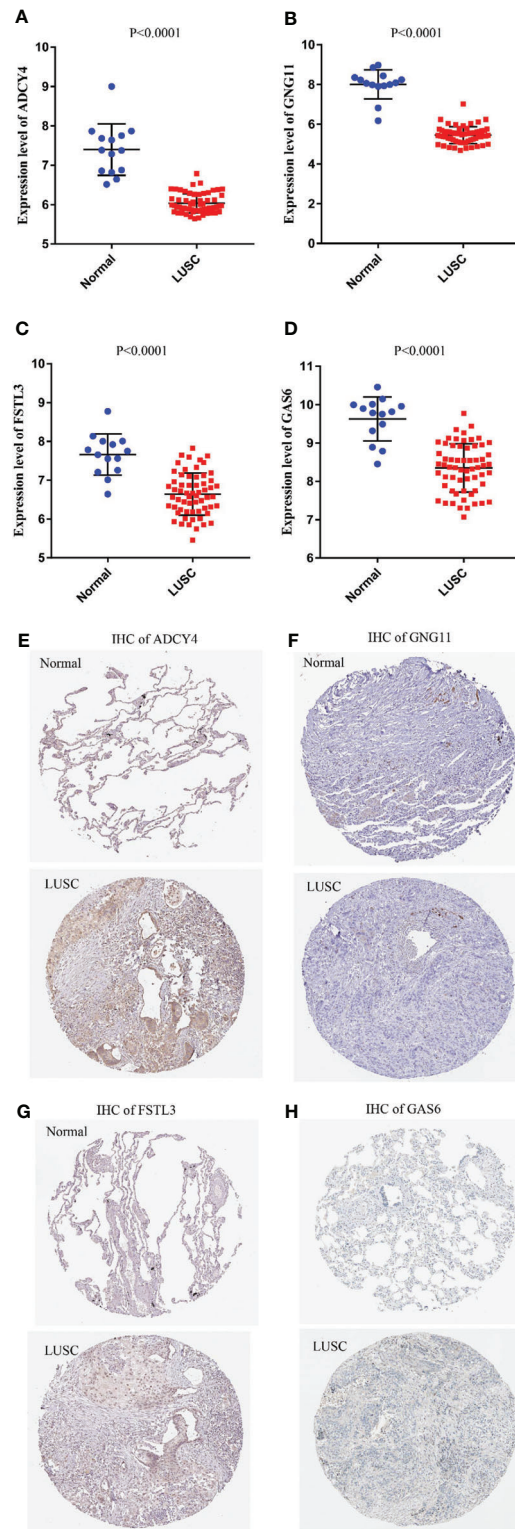 A
P<0.0001
Expression level of ADCY4
10
9
8
7
6
5
Normal
LUSC
B
P<0.0001
Expression level of GNG11
10
8
6
4
2
0
Normal
LUSC
C
P<0.0001
Expression level of FSTL3
10
9
8
7
6
5
Normal
LUSC
D
P<0.0001
Expression level of GAS6
11
10
9
8
7
6
Normal
LUSC
E
IHC of ADCY4
Normal
LUSC
F
IHC of GNG11
Normal
LUSC
G
IHC of FSTL3
Normal
LUSC
H
IHC of GAS6
LUSC